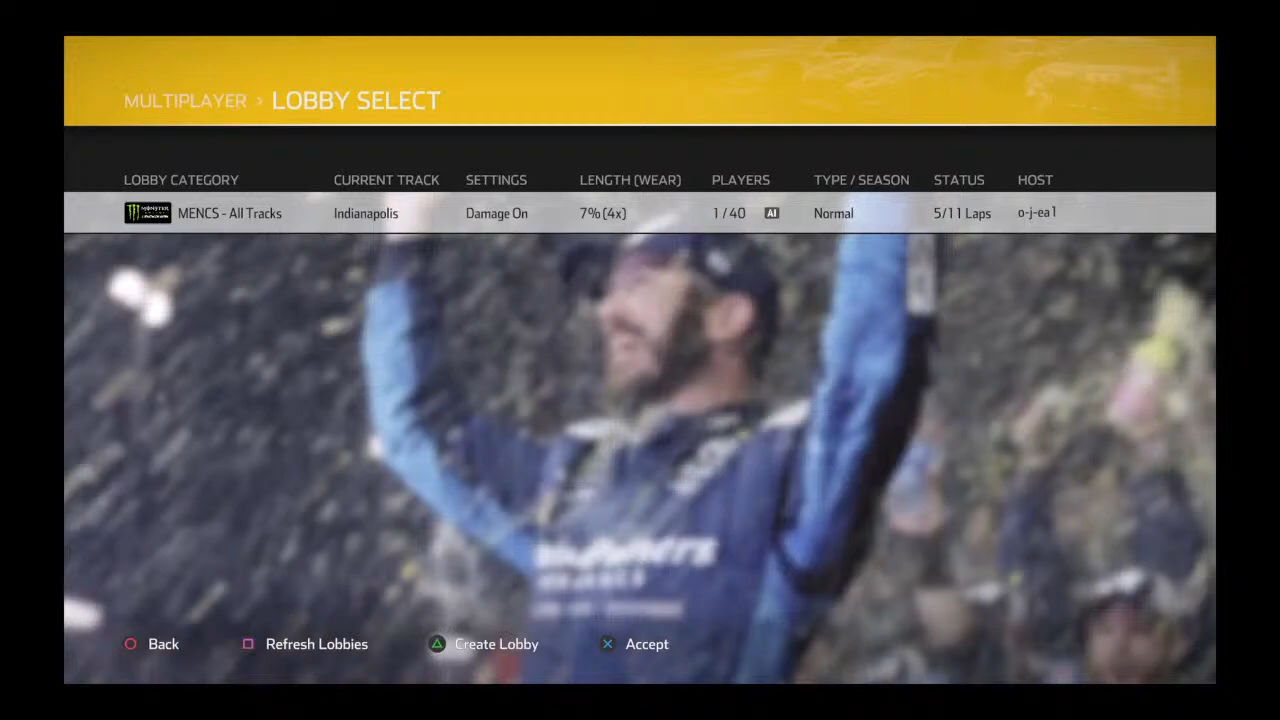 MULTIPLAYER > LOBBY SELECT
LOBBY CATEGORY CURRENT TRACK SETTINGS LENGTH (WEAR) PLAYERS TYPE / SEASON STATUS HOST
MONSTER MENCS - All Tracks Indianapolis Damage On 7% (4x) 1 / 40 AI Normal 5/11 Laps o-j-ea1
Back Refresh Lobbies Create Lobby Accept